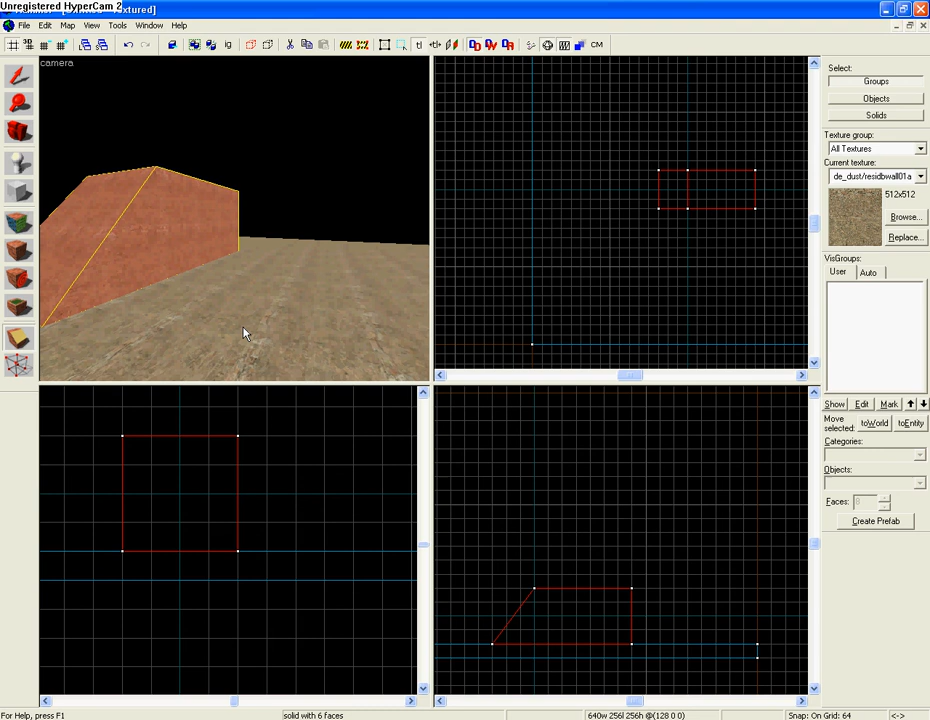 Unregistered HyperCam 2
textured]
File Edit Map View Tools Window Help
camera
Select:
Groups
Objects
Solids
Texture group:
All Textures
Current texture:
de_dust/residbwall01a
512x512
Browse...
Replace...
VisGroups:
User Auto
Show Edit Mark
Move selected: toWorld toEntity
Categories:
Objects:
Faces: 8
Create Prefab
For Help, press F1 solid with 6 faces 640w 256l 256h @(128 0 0) Snap: On Grid: 64 <->